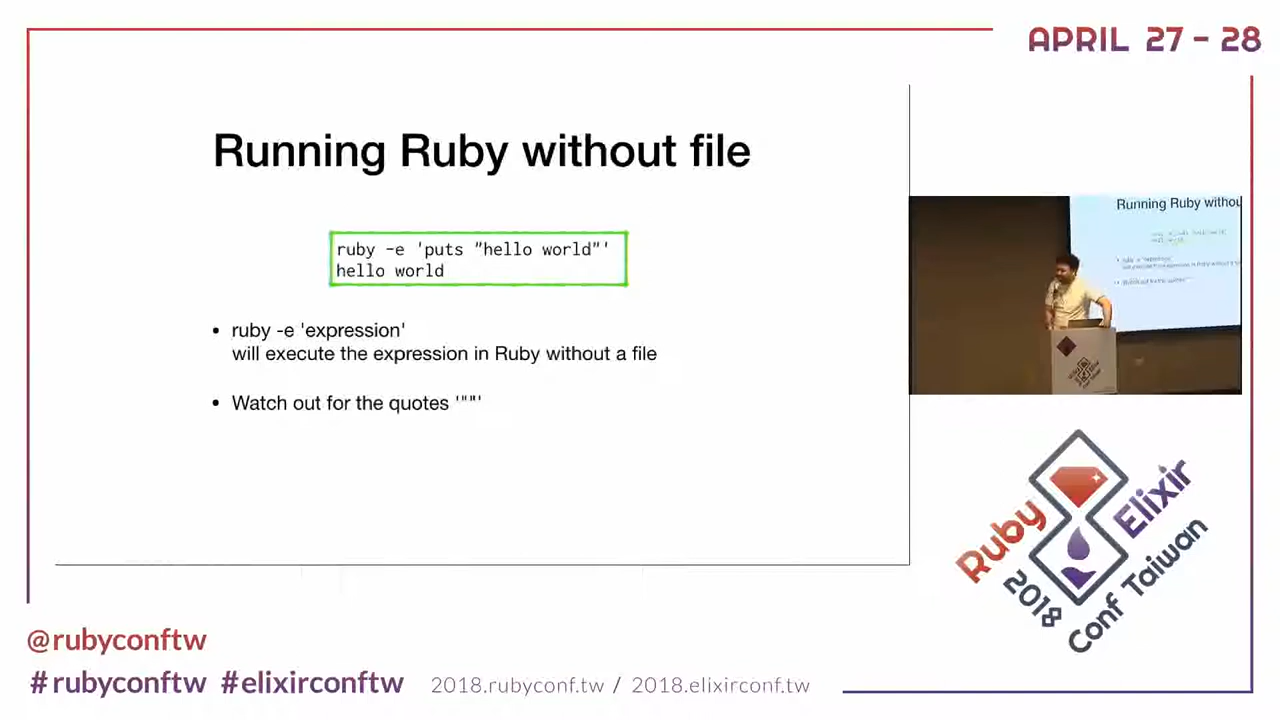 APRIL 27 - 28
Running Ruby without file
ruby -e 'puts "hello world"'
hello world
• ruby -e 'expression'
will execute the expression in Ruby without a file
• Watch out for the quotes '""'
Running Ruby withou
Ruby Elixir
2018 Conf Taiwan
@rubyconftw
#rubyconftw #elixirconftw 2018.rubyconf.tw / 2018.elixirconf.tw